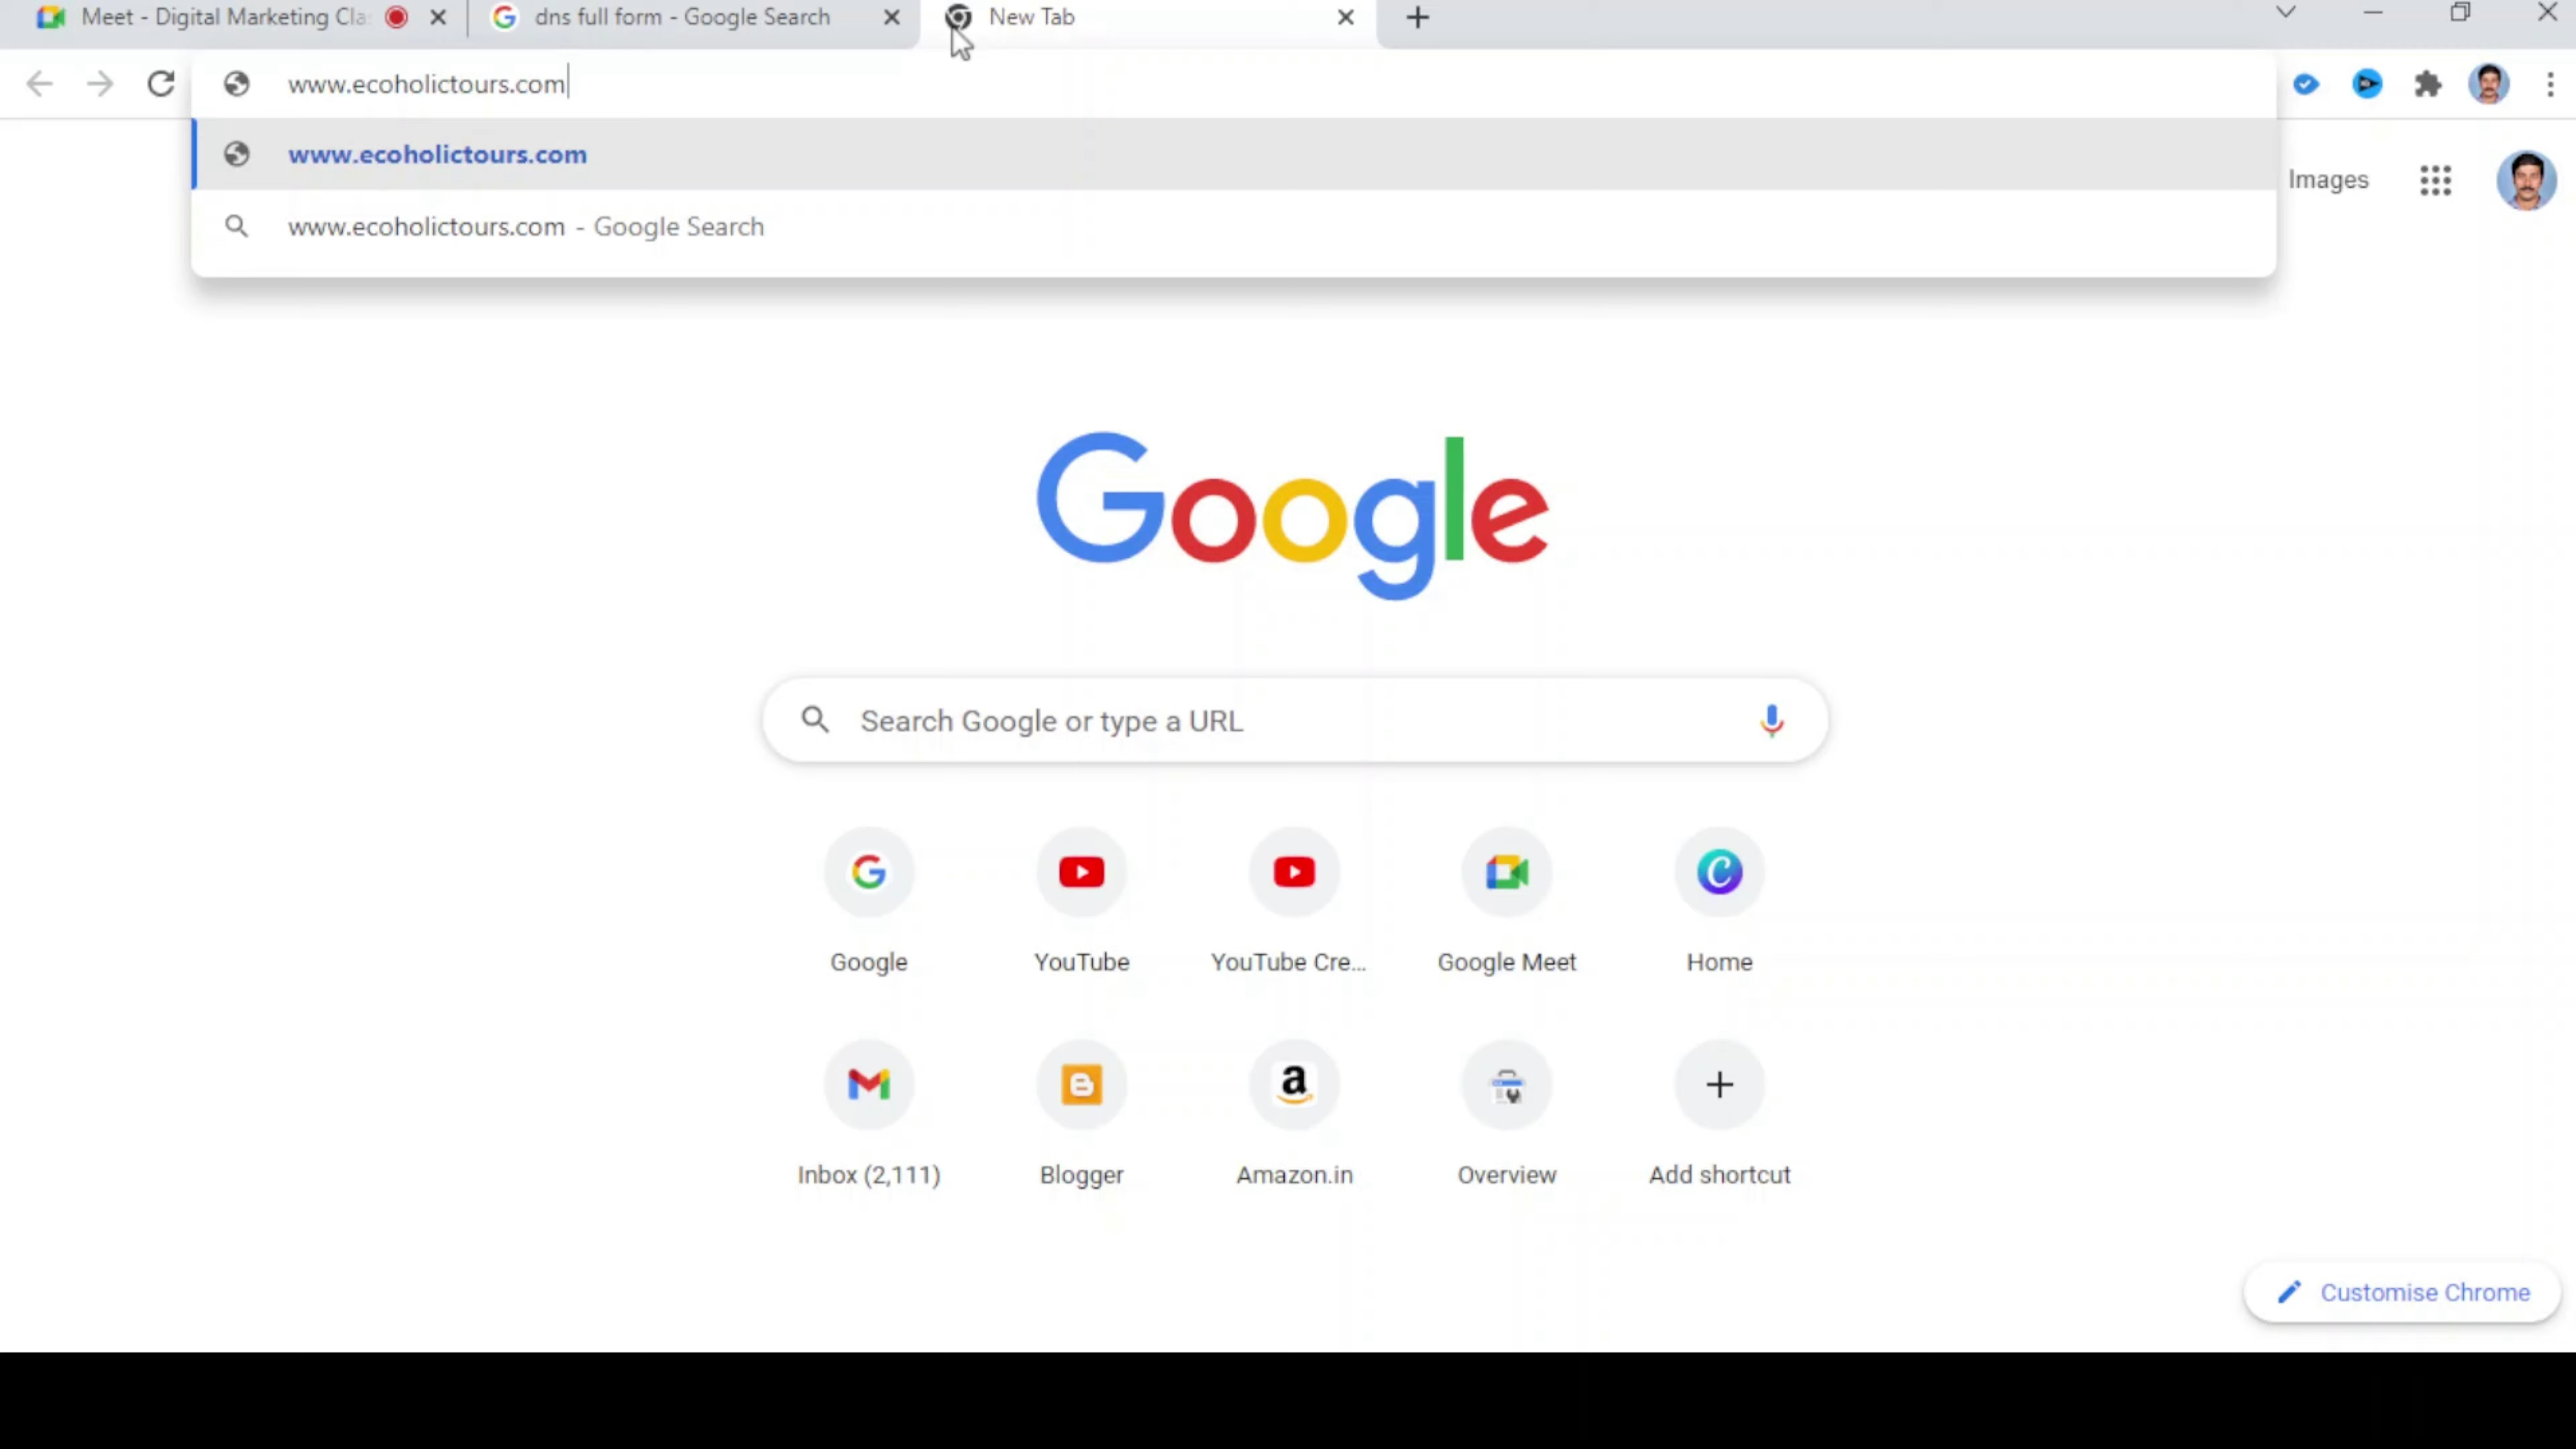 Meet - Digital Marketing Cla
dns full form - Google Search
New Tab
www.ecoholictours.com
www.ecoholictours.com
www.ecoholictours.com - Google Search
Images
Google
Search Google or type a URL
Google
YouTube
YouTube Cre...
Google Meet
Home
Inbox (2,111)
Blogger
Amazon.in
Overview
Add shortcut
Customise Chrome